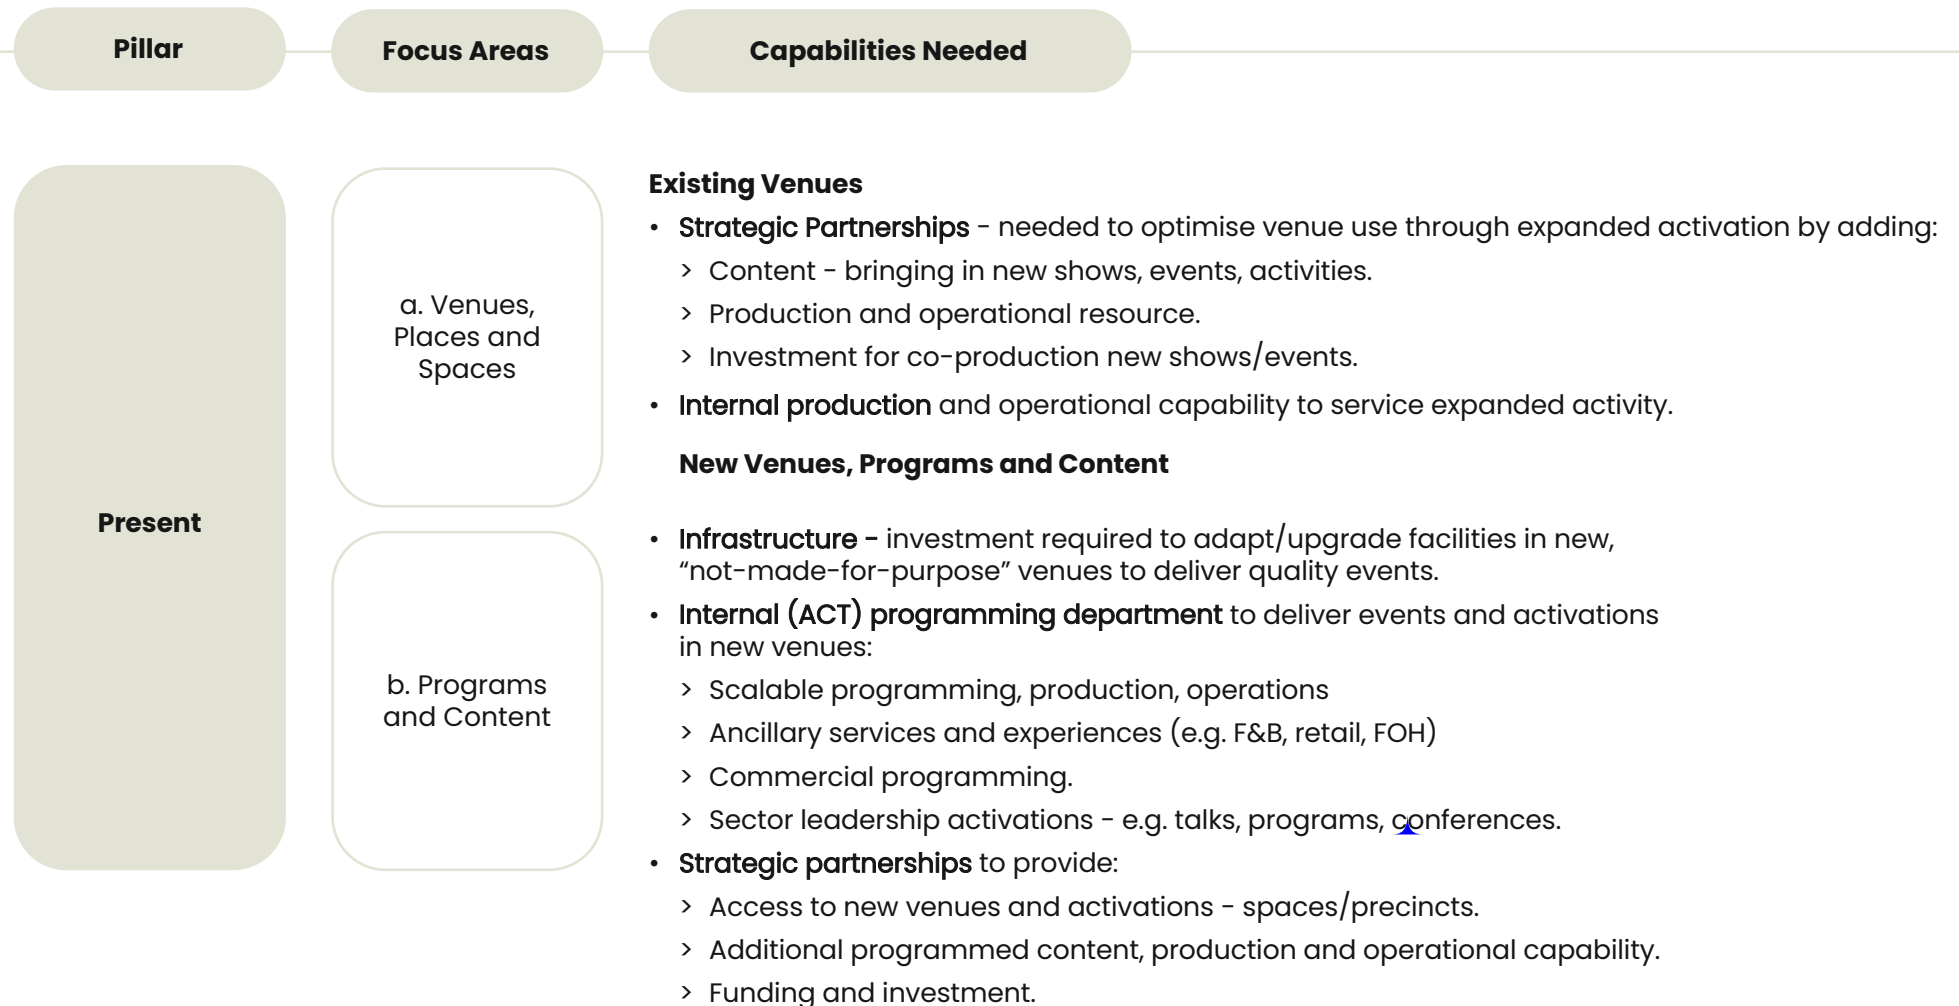 Pillar
Focus Areas
Capabilities Needed
Present
a. Venues,
Places and
Spaces
b. Programs
and Content
Existing Venues
• Strategic Partnerships - needed to optimise venue use through expanded activation by adding:
> Content - bringing in new shows, events, activities.
> Production and operational resource.
> Investment for co-production new shows/events.
• Internal production and operational capability to service expanded activity.
New Venues, Programs and Content
• Infrastructure - investment required to adapt/upgrade facilities in new,
“not-made-for-purpose” venues to deliver quality events.
• Internal (ACT) programming department to deliver events and activations
in new venues:
> Scalable programming, production, operations
> Ancillary services and experiences (e.g. F&B, retail, FOH)
> Commercial programming.
> Sector leadership activations - e.g. talks, programs, conferences.
• Strategic partnerships to provide:
> Access to new venues and activations - spaces/precincts.
> Additional programmed content, production and operational capability.
> Funding and investment.